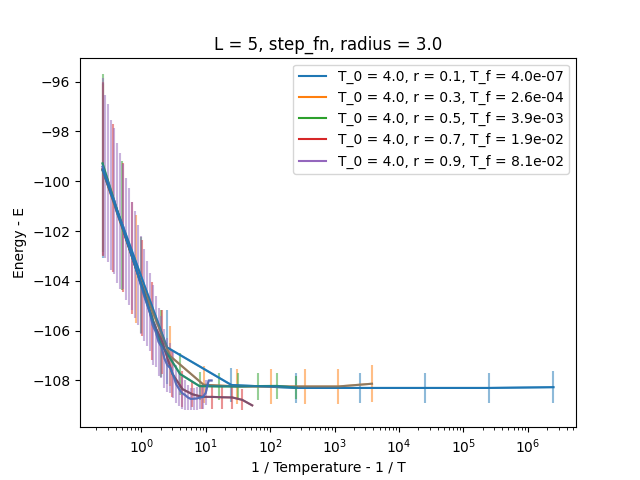 L = 5, step_fn, radius = 3.0
T_0 = 4.0, r = 0.1, T_f = 4.0e-07
T_0 = 4.0, r = 0.3, T_f = 2.6e-04
T_0 = 4.0, r = 0.5, T_f = 3.9e-03
T_0 = 4.0, r = 0.7, T_f = 1.9e-02
T_0 = 4.0, r = 0.9, T_f = 8.1e-02
Energy - E
−96
−98
−100
−102
−104
−106
−108
10⁰ 10¹ 10² 10³ 10⁴ 10⁵ 10⁶
1 / Temperature - 1 / T